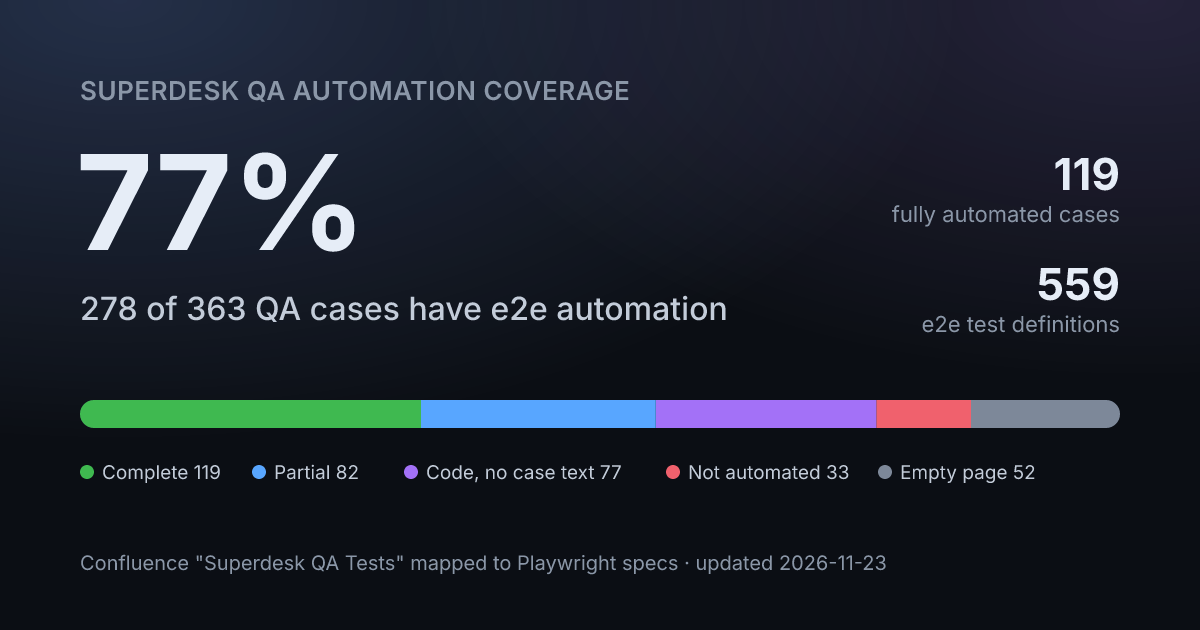 SUPERDESK QA AUTOMATION COVERAGE
77%
278 of 363 QA cases have e2e automation
119
fully automated cases
559
e2e test definitions
Complete 119
Partial 82
Code, no case text 77
Not automated 33
Empty page 52
Confluence "Superdesk QA Tests" mapped to Playwright specs · updated 2026-11-23